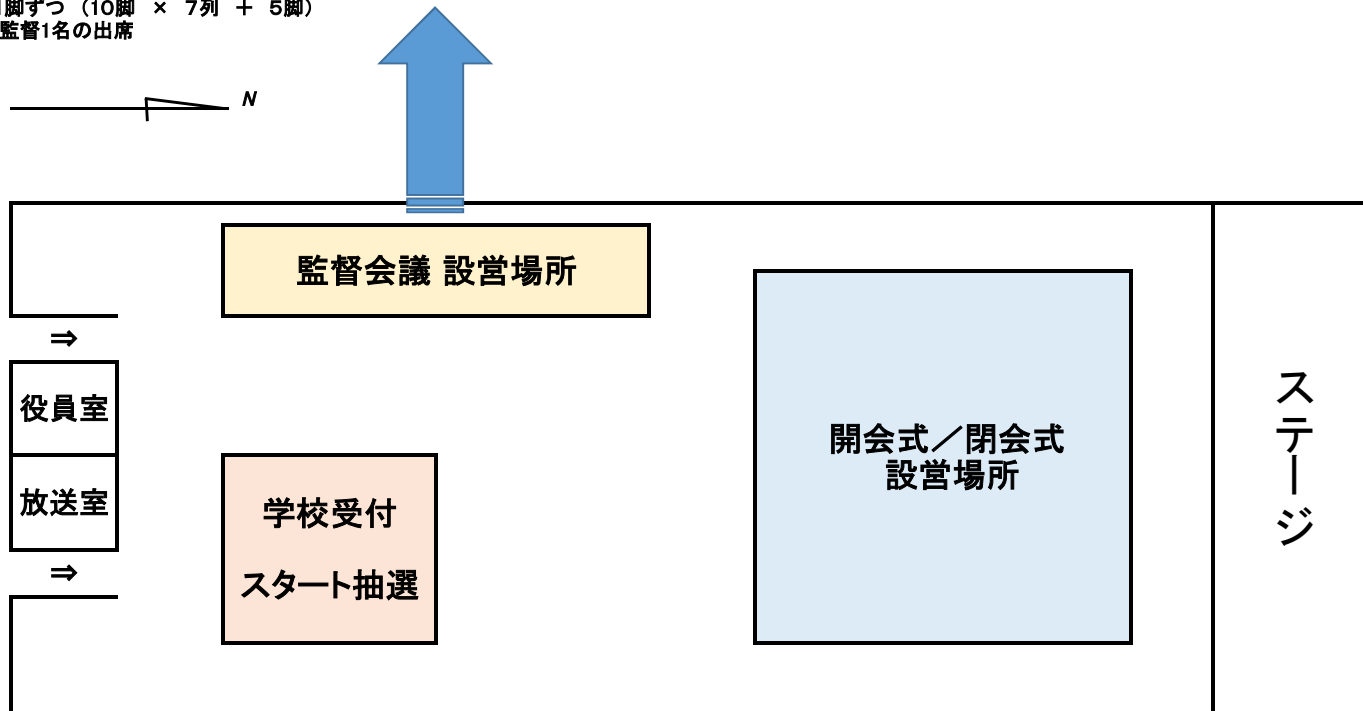 脚ずつ （10脚 × 7列 ＋ 5脚）
監督1名の出席
N
監督会議 設営場所
⇒
役員室
放送室
⇒
学校受付
スタート抽選
開会式／閉会式
設営場所
ステージ